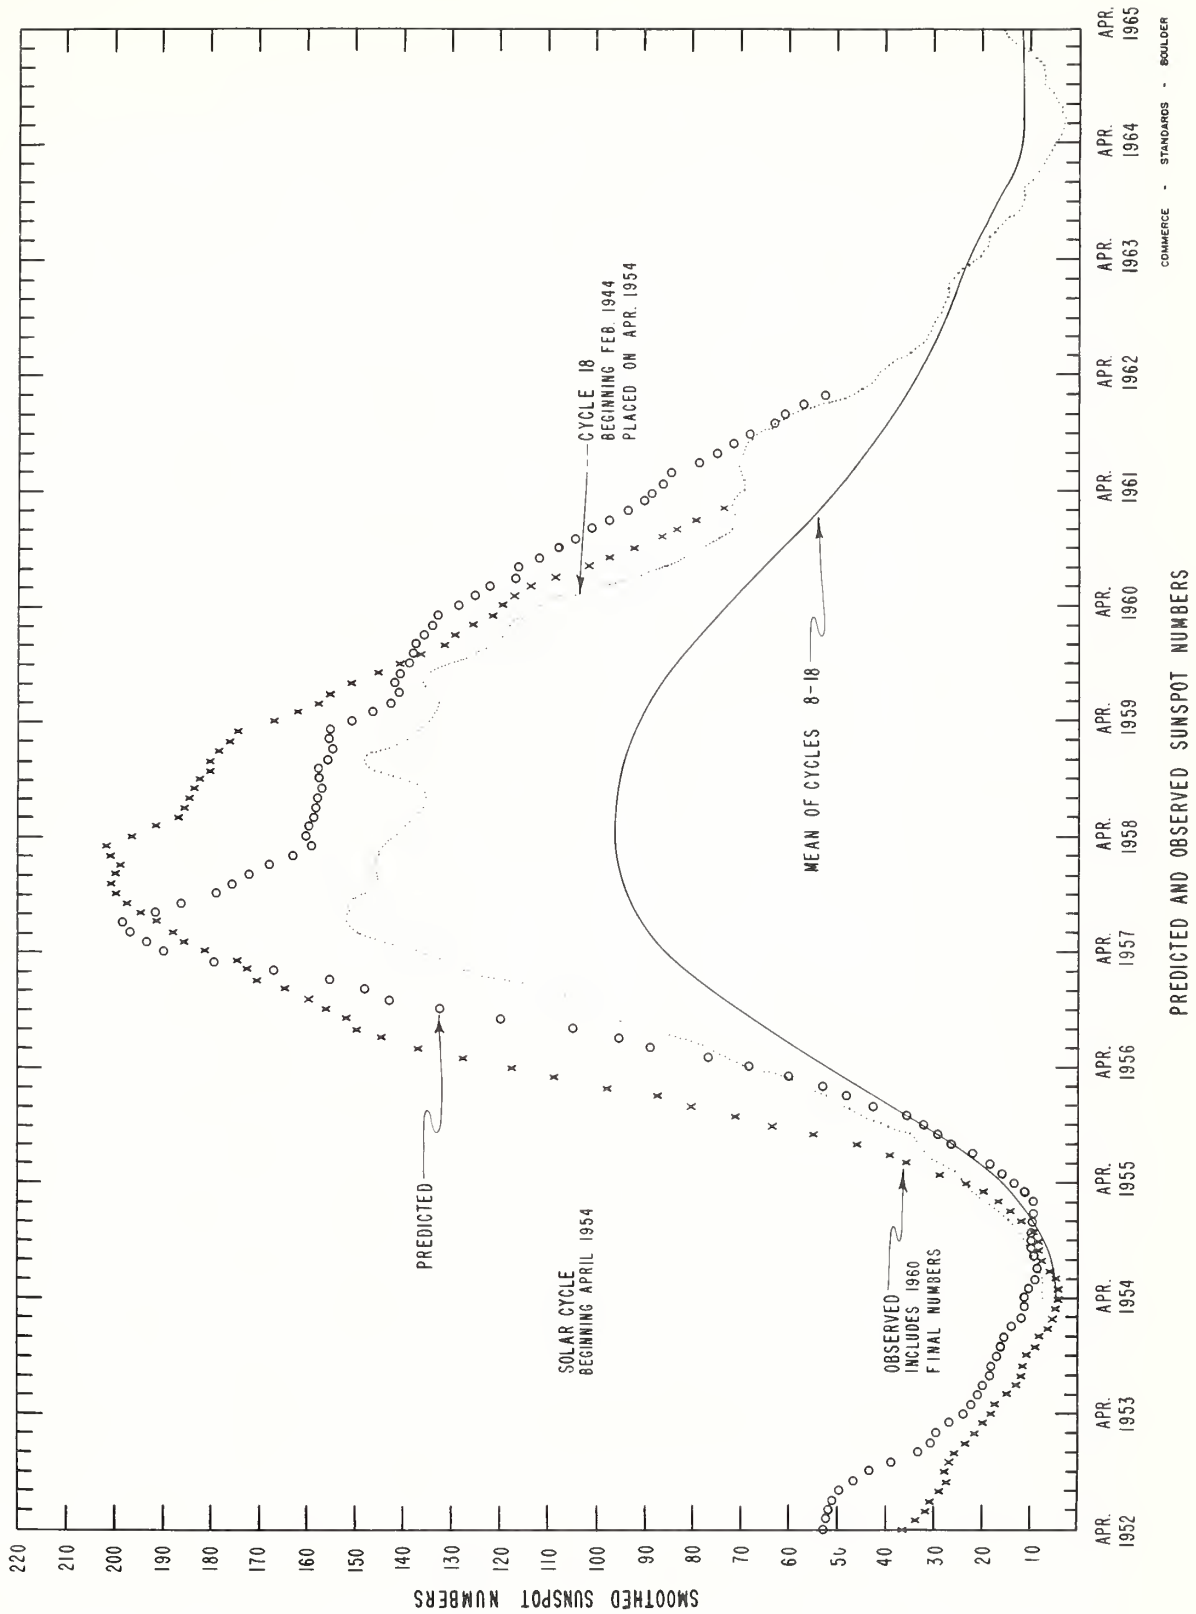 220
210
200
190
180
170
160
150
140
130
120
110
100
90
80
70
60
50
40
30
20
10
SMOOTHED SUNSPOT NUMBERS
PREDICTED
SOLAR CYCLE
BEGINNING APRIL 1954
OBSERVED
INCLUDES 1960
FINAL NUMBERS
CYCLE 18
BEGINNING FEB. 1944
PLACED ON APR. 1954
MEAN OF CYCLES 8-18
APR. 1952
APR. 1953
APR. 1954
APR. 1955
APR. 1956
APR. 1957
APR. 1958
APR. 1959
APR. 1960
APR. 1961
APR. 1962
APR. 1963
APR. 1964
APR. 1965
COMMERCE - STANDARDS - BOULDER
PREDICTED AND OBSERVED SUNSPOT NUMBERS